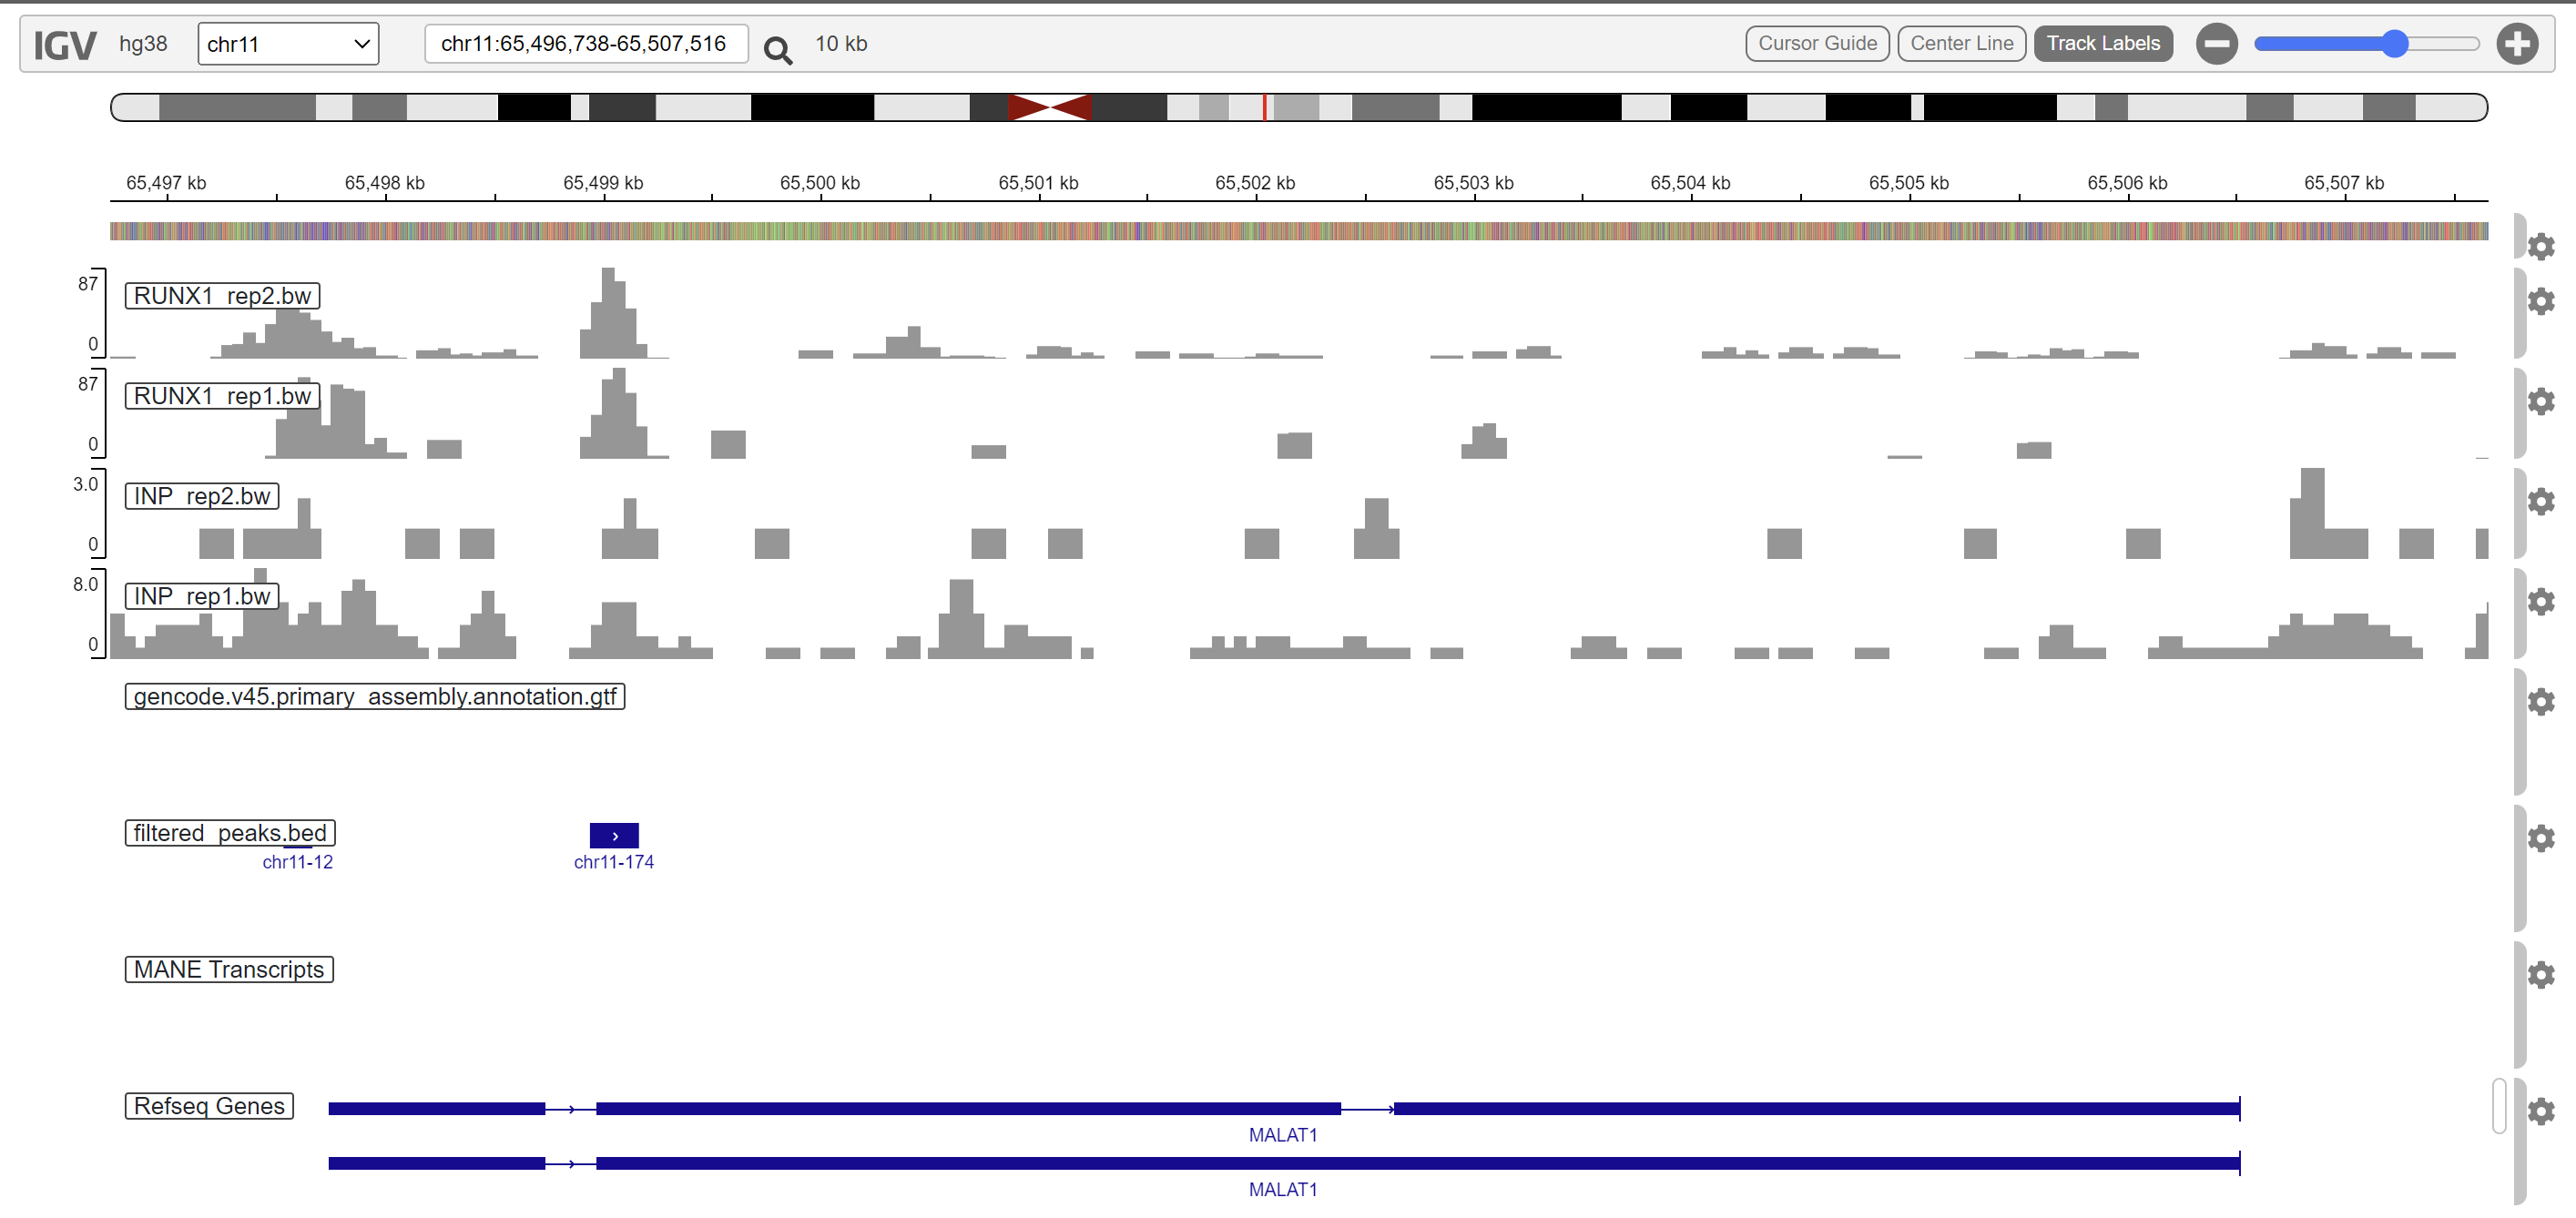 IGV hg38 chr11 chr11:65,496,738-65,507,516 10 kb Cursor Guide Center Line Track Labels
65,497 kb 65,498 kb 65,499 kb 65,500 kb 65,501 kb 65,502 kb 65,503 kb 65,504 kb 65,505 kb 65,506 kb 65,507 kb
87
RUNX1_rep2.bw
0
87
RUNX1_rep1.bw
0
3.0
INP_rep2.bw
0
8.0
INP_rep1.bw
0
gencode.v45.primary_assembly.annotation.gtf
filtered_peaks.bed
chr11-12 chr11-174
MANE Transcripts
Refseq Genes
MALAT1
MALAT1